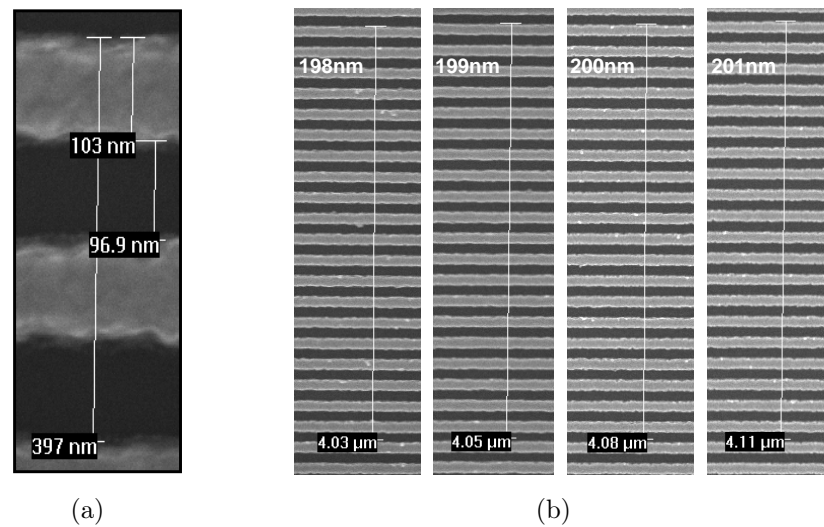 103 nm
96.9 nm
397 nm
198nm
199nm
200nm
201nm
4.03 µm
4.05 µm
4.08 µm
4.11 µm
(a)
(b)